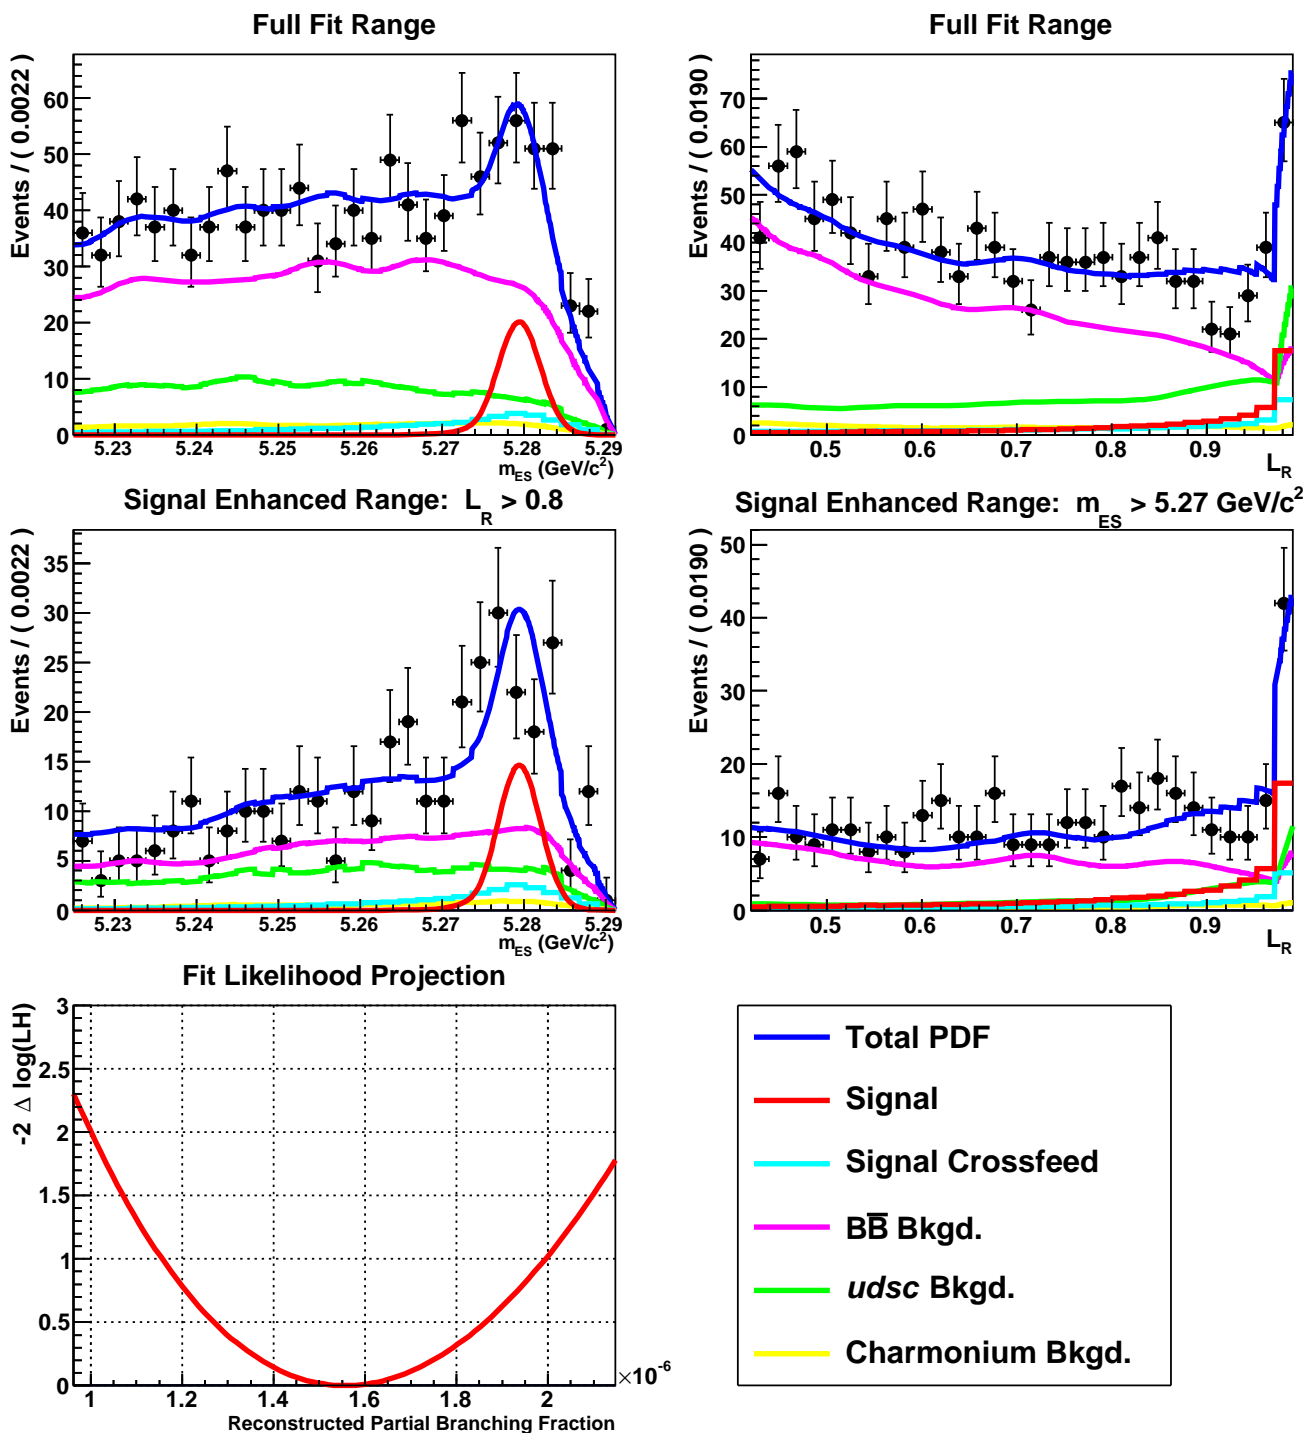 Full Fit Range
Events / ( 0.0022 )
60
50
40
30
20
10
0
5.23 5.24 5.25 5.26 5.27 5.28 5.29
m_ES (GeV/c²)
Full Fit Range
Events / ( 0.0190 )
70
60
50
40
30
20
10
0
0.5 0.6 0.7 0.8 0.9
L_R
Signal Enhanced Range: L_R > 0.8
Events / ( 0.0022 )
35
30
25
20
15
10
5
0
5.23 5.24 5.25 5.26 5.27 5.28 5.29
m_ES (GeV/c²)
Signal Enhanced Range: m_ES > 5.27 GeV/c²
Events / ( 0.0190 )
50
40
30
20
10
0
0.5 0.6 0.7 0.8 0.9
L_R
Fit Likelihood Projection
-2 Δ log(LH)
3
2.5
2
1.5
1
0.5
0
1 1.2 1.4 1.6 1.8 2
×10⁻⁶
Reconstructed Partial Branching Fraction
Total PDF
Signal
Signal Crossfeed
BB̅ Bkgd.
udsc Bkgd.
Charmonium Bkgd.